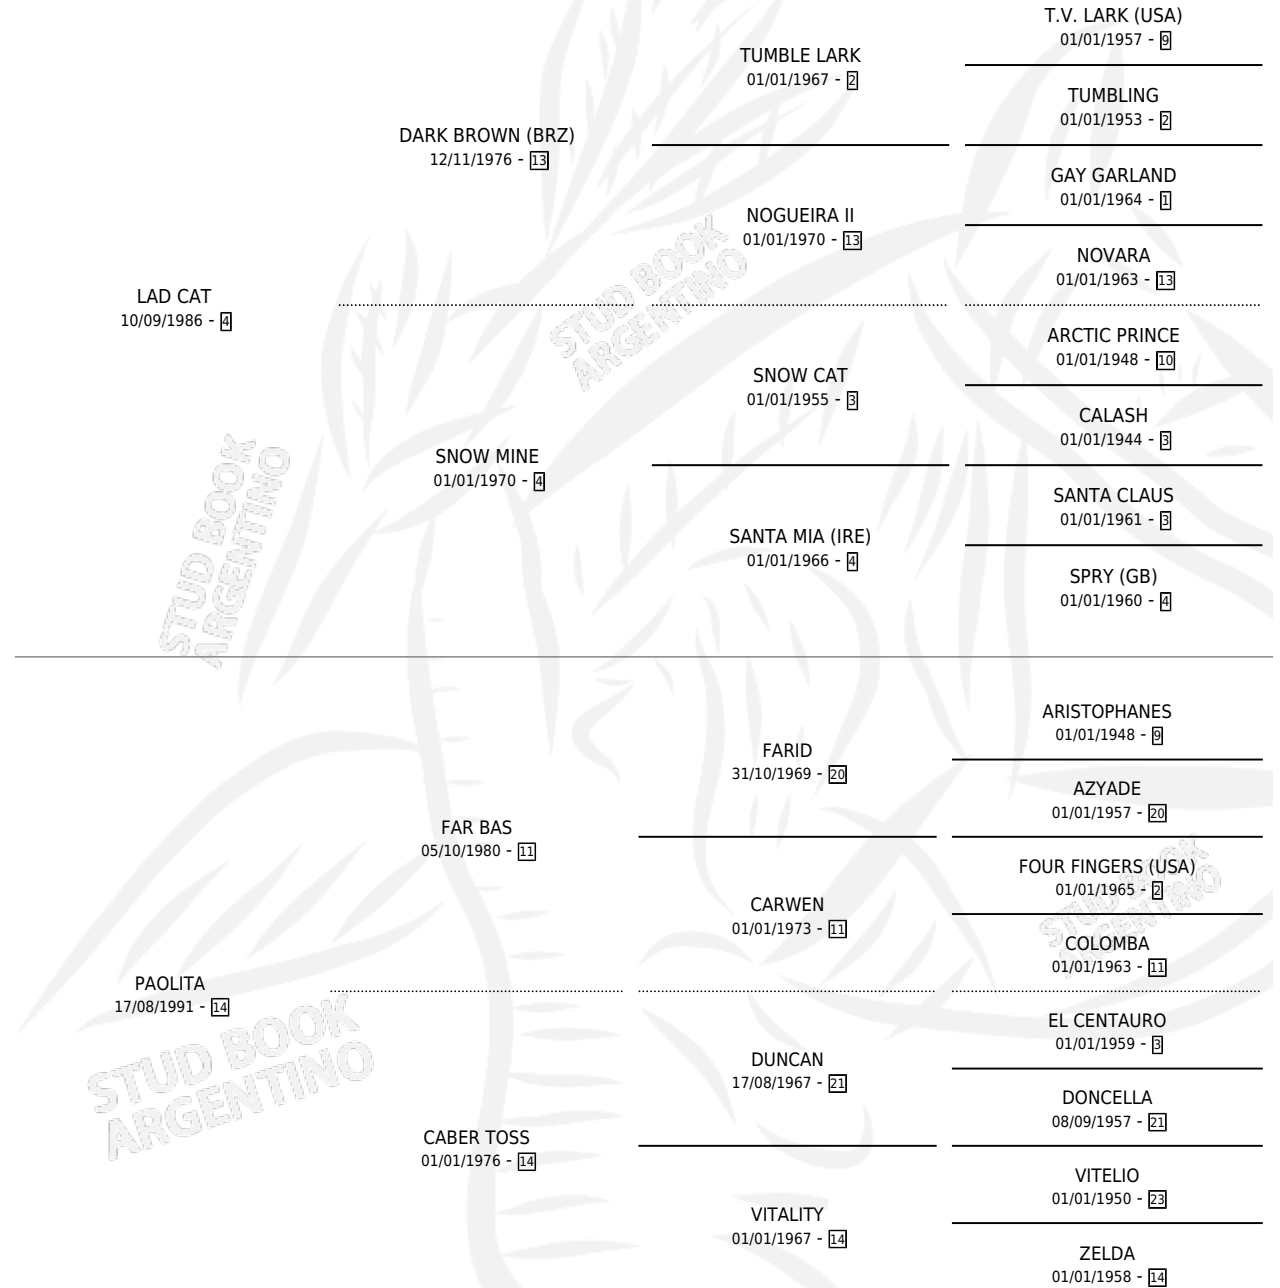 T.V. LARK (USA)
01/01/1957 - 9
TUMBLE LARK
01/01/1967 - 2
TUMBLING
01/01/1953 - 2
DARK BROWN (BRZ)
12/11/1976 - 13
GAY GARLAND
01/01/1964 - 1
NOGUEIRA II
01/01/1970 - 13
NOVARA
01/01/1963 - 13
LAD CAT
10/09/1986 - 4
ARCTIC PRINCE
01/01/1948 - 10
SNOW CAT
01/01/1955 - 3
CALASH
01/01/1944 - 3
SNOW MINE
01/01/1970 - 4
SANTA CLAUS
01/01/1961 - 3
SANTA MIA (IRE)
01/01/1966 - 4
SPRY (GB)
01/01/1960 - 4
ARISTOPHANES
01/01/1948 - 9
FARID
31/10/1969 - 20
AZYADE
01/01/1957 - 20
FAR BAS
05/10/1980 - 11
FOUR FINGERS (USA)
01/01/1965 - 2
CARWEN
01/01/1973 - 11
COLOMBA
01/01/1963 - 11
PAOLITA
17/08/1991 - 14
EL CENTAURO
01/01/1959 - 3
DUNCAN
17/08/1967 - 21
DONCELLA
08/09/1957 - 21
CABER TOSS
01/01/1976 - 14
VITELIO
01/01/1950 - 23
VITALITY
01/01/1967 - 14
ZELDA
01/01/1958 - 14
STUD BOOK
ARGENTINO
STUD BOOK
ARGENTINO
STUD BOOK
ARGENTINO
STUD BOOK
ARGENTINO